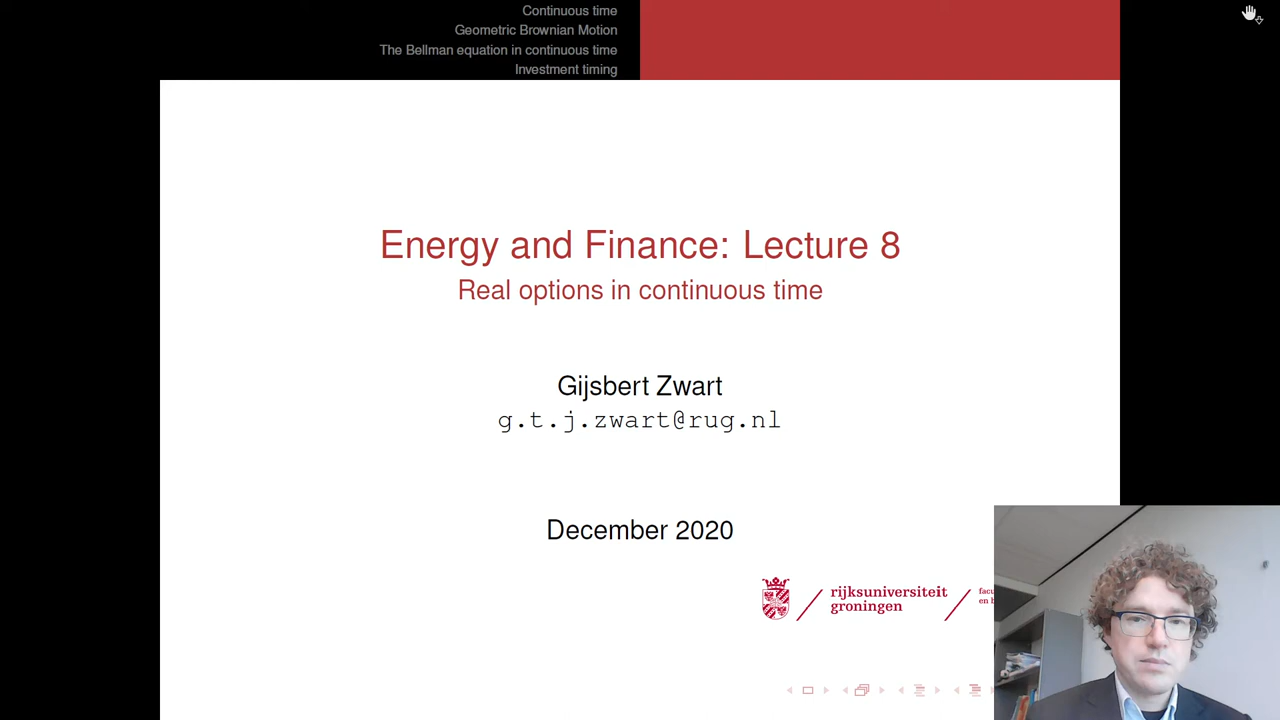 Continuous time
Geometric Brownian Motion
The Bellman equation in continuous time
Investment timing
Energy and Finance: Lecture 8
Real options in continuous time
Gijsbert Zwart
g.t.j.zwart@rug.nl
December 2020
rijksuniversiteit
groningen